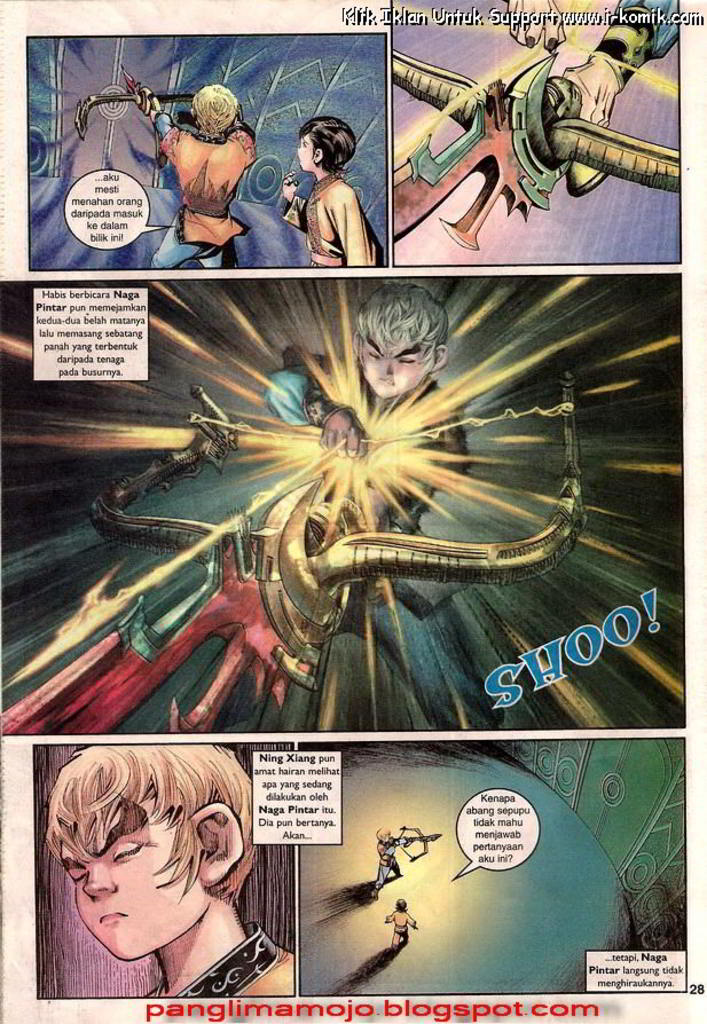 Klik Iklan Untuk Support www.i-komik.com
...aku
mesti
menahan orang
daripada masuk
ke dalam
bilik ini!
Habis berbicara Naga
Pintar pun memejamkan
kedua-dua belah matanya
lalu memasang sebatang
panah yang terbentuk
daripada tenaga
pada busurnya.
SHOO!
Ning Xiang pun
amat hairan melihat
apa yang sedang
dilakukan oleh
Naga Pintar itu.
Dia pun bertanya.
Akan...
Kenapa
abang sepupu
tidak mahu
menjawab
pertanyaan
aku ini?
...tetapi, Naga
Pintar langsung tidak
menghiraukannya.
28
panglimamojo.blogspot.com